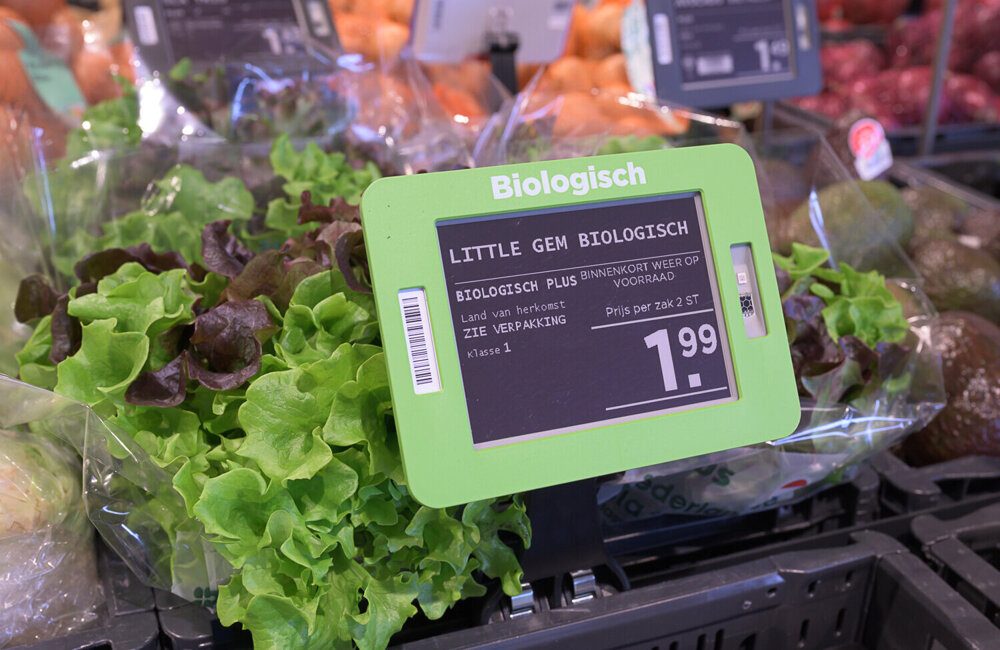 Biologisch
LITTLE GEM BIOLOGISCH
BIOLOGISCH PLUS
BINNENKORT WEER OP
VOORRAAD
Land van herkomst
ZIE VERPAKKING
Klasse 1
Prijs per zak 2 ST
1.99